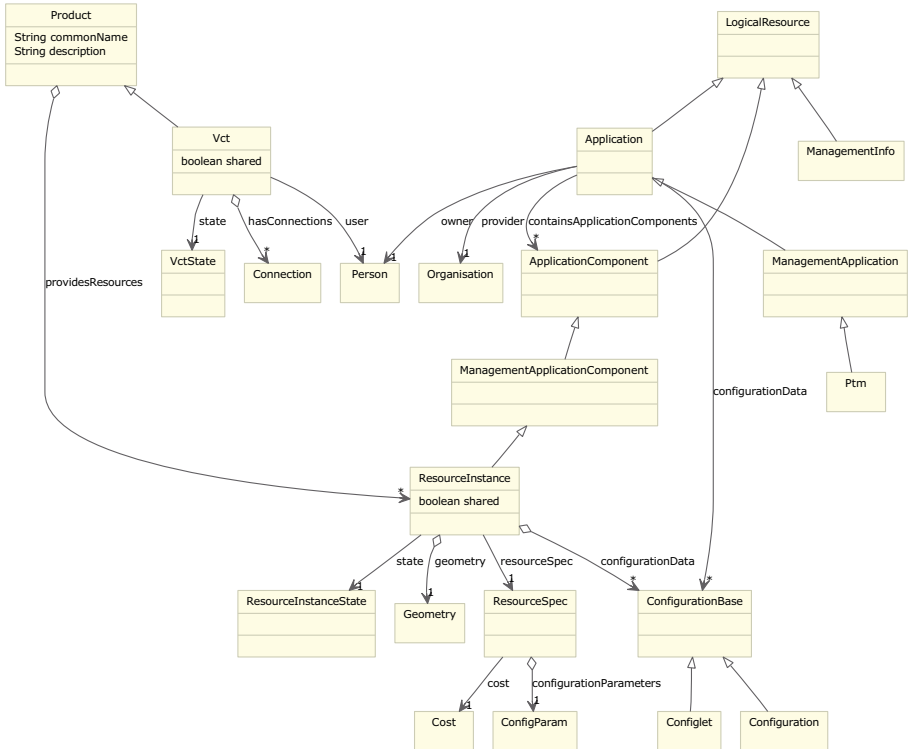 Product
String commonName
String description
LogicalResource
Vct
boolean shared
Application
ManagementInfo
state
hasConnections
user
owner
provider
containsApplicationComponents
1
*
1
1
1
*
VctState
Connection
Person
Organisation
ApplicationComponent
ManagementApplication
providesResources
ManagementApplicationComponent
Ptm
configurationData
ResourceInstance
boolean shared
*
state
geometry
resourceSpec
configurationData
1
1
1
*
*
ResourceInstanceState
Geometry
ResourceSpec
ConfigurationBase
cost
configurationParameters
1
1
Cost
ConfigParam
Configlet
Configuration